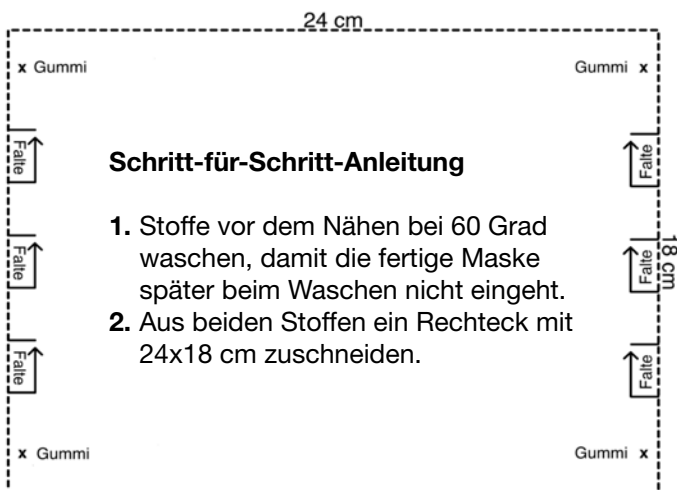 24 cm
x Gummi
Gummi x
Falte
Falte
Schritt-für-Schritt-Anleitung
1. Stoffe vor dem Nähen bei 60 Grad
waschen, damit die fertige Maske
später beim Waschen nicht eingeht.
2. Aus beiden Stoffen ein Rechteck mit
24x18 cm zuschneiden.
Falte
Falte
18 cm
Falte
Falte
x Gummi
Gummi x